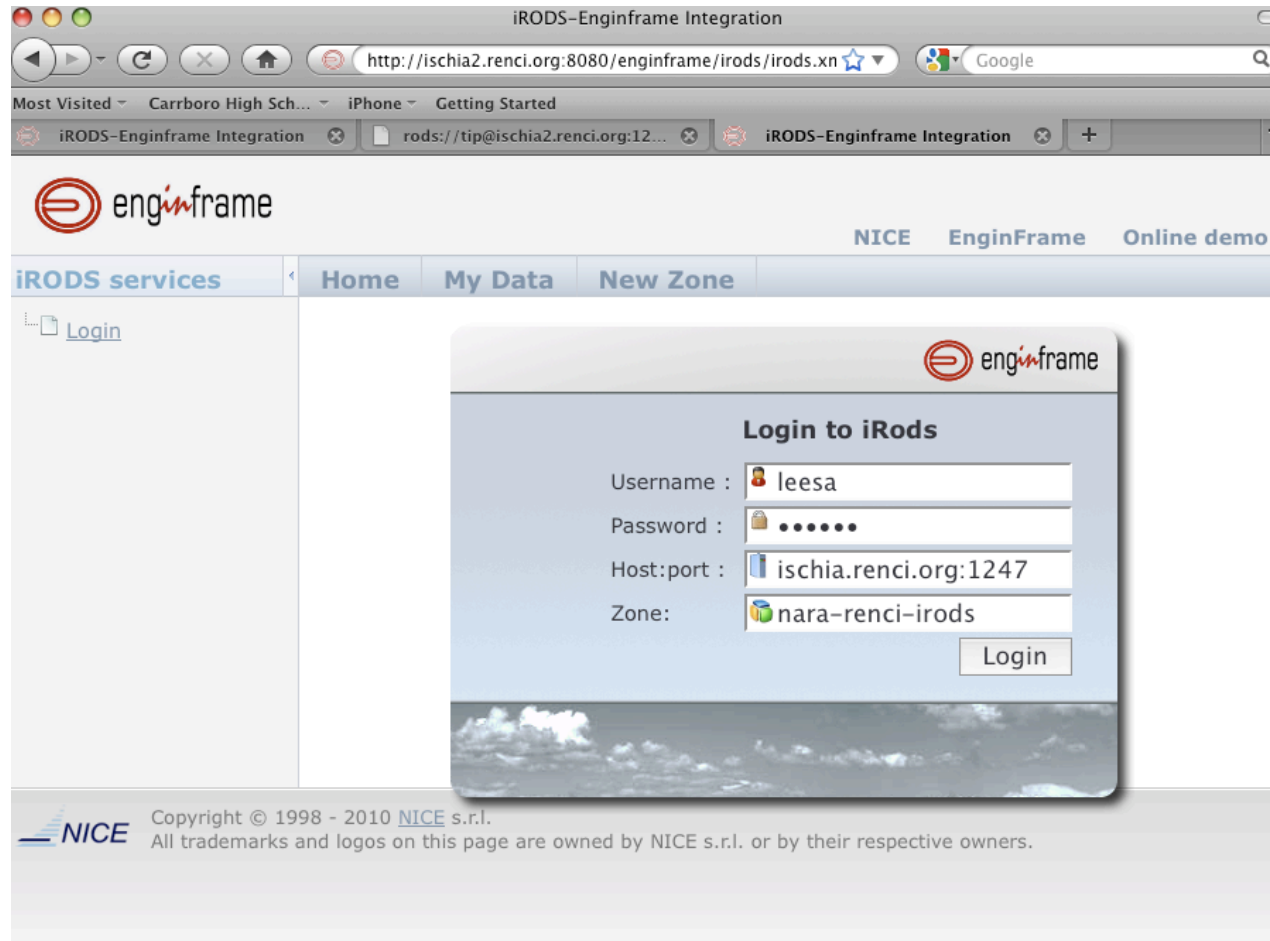 iRODS-Enginframe Integration
http://ischia2.renci.org:8080/enginframe/irods/irods.xn
Google
Most Visited Carrboro High Sch... iPhone Getting Started
iRODS-Enginframe Integration rods://tip@ischia2.renci.org:12... iRODS-Enginframe Integration +
enginframe
NICE EnginFrame Online demo
iRODS services Home My Data New Zone
Login
enginframe
Login to iRods
Username : leesa
Password : ••••••
Host:port : ischia.renci.org:1247
Zone: nara-renci-irods
Login
NICE
Copyright © 1998 - 2010 NICE s.r.l.
All trademarks and logos on this page are owned by NICE s.r.l. or by their respective owners.